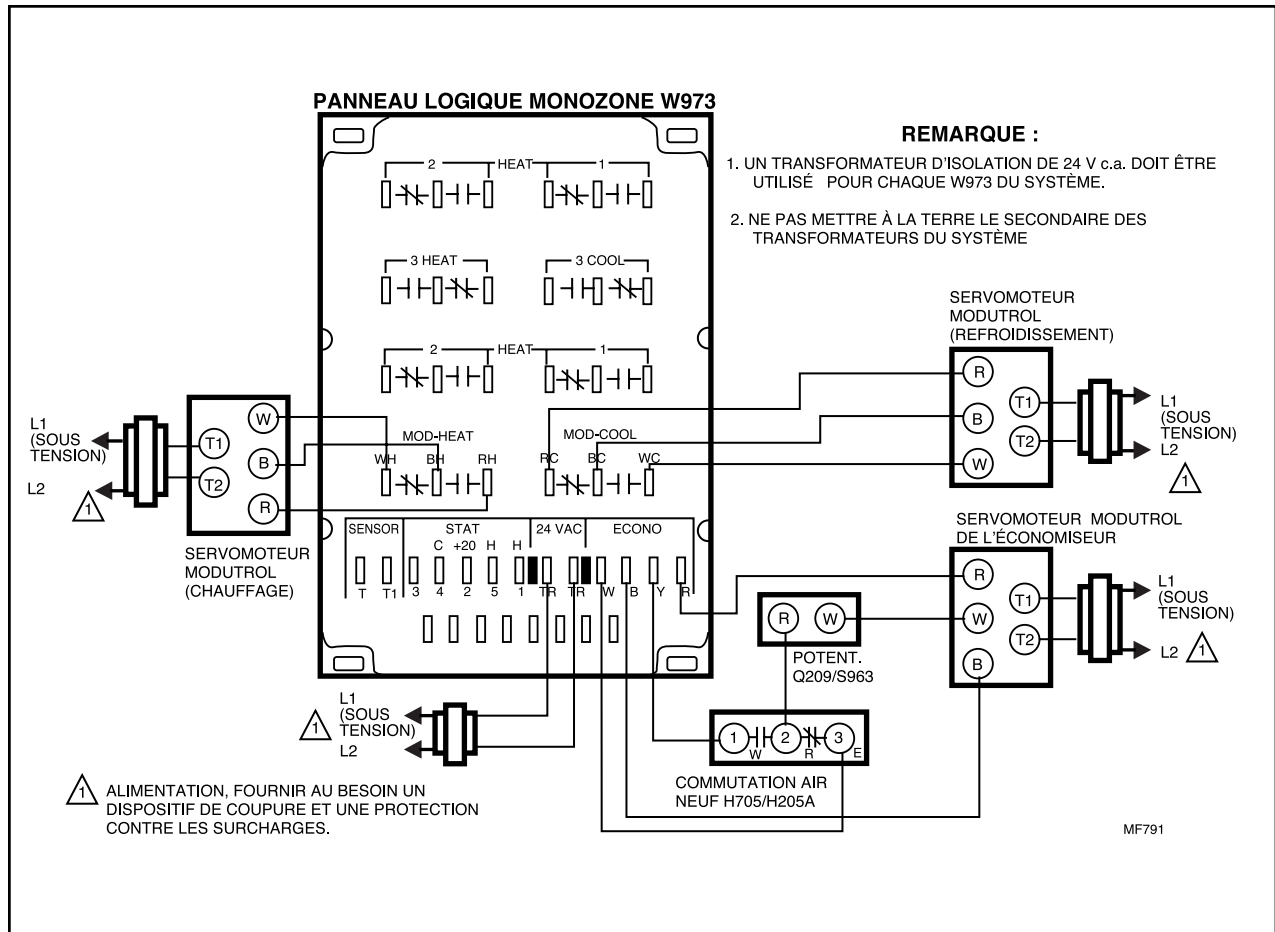 PANNEAU LOGIQUE MONOZONE W973
REMARQUE :
1. UN TRANSFORMATEUR D'ISOLATION DE 24 V c.a. DOIT ÊTRE
UTILISÉ POUR CHAQUE W973 DU SYSTÈME.
2. NE PAS METTRE À LA TERRE LE SECONDAIRE DES
TRANSFORMATEURS DU SYSTÈME
2 HEAT 1
3 HEAT
3 COOL
2 HEAT 1
MOD-HEAT
WH BH RH
MOD-COOL
RC BC WC
SENSOR STAT 24 VAC ECONO
C +20 H H
T T1 3 4 2 5 1 TR TR W B Y R
L1
(SOUS
TENSION)
L2
1
T1
T2
W
B
R
SERVOMOTEUR
MODUTROL
(CHAUFFAGE)
SERVOMOTEUR
MODUTROL
(REFROIDISSEMENT)
R
B
W
T1
T2
L1
(SOUS
TENSION)
L2
1
SERVOMOTEUR MODUTROL
DE L'ÉCONOMISEUR
R
W
B
T1
T2
L1
(SOUS
TENSION)
L2
1
R W
POTENT.
Q209/S963
1 2 3
W R E
COMMUTATION AIR
NEUF H705/H205A
L1
(SOUS
TENSION)
L2
1
1 ALIMENTATION, FOURNIR AU BESOIN UN
DISPOSITIF DE COUPURE ET UNE PROTECTION
CONTRE LES SURCHARGES.
MF791